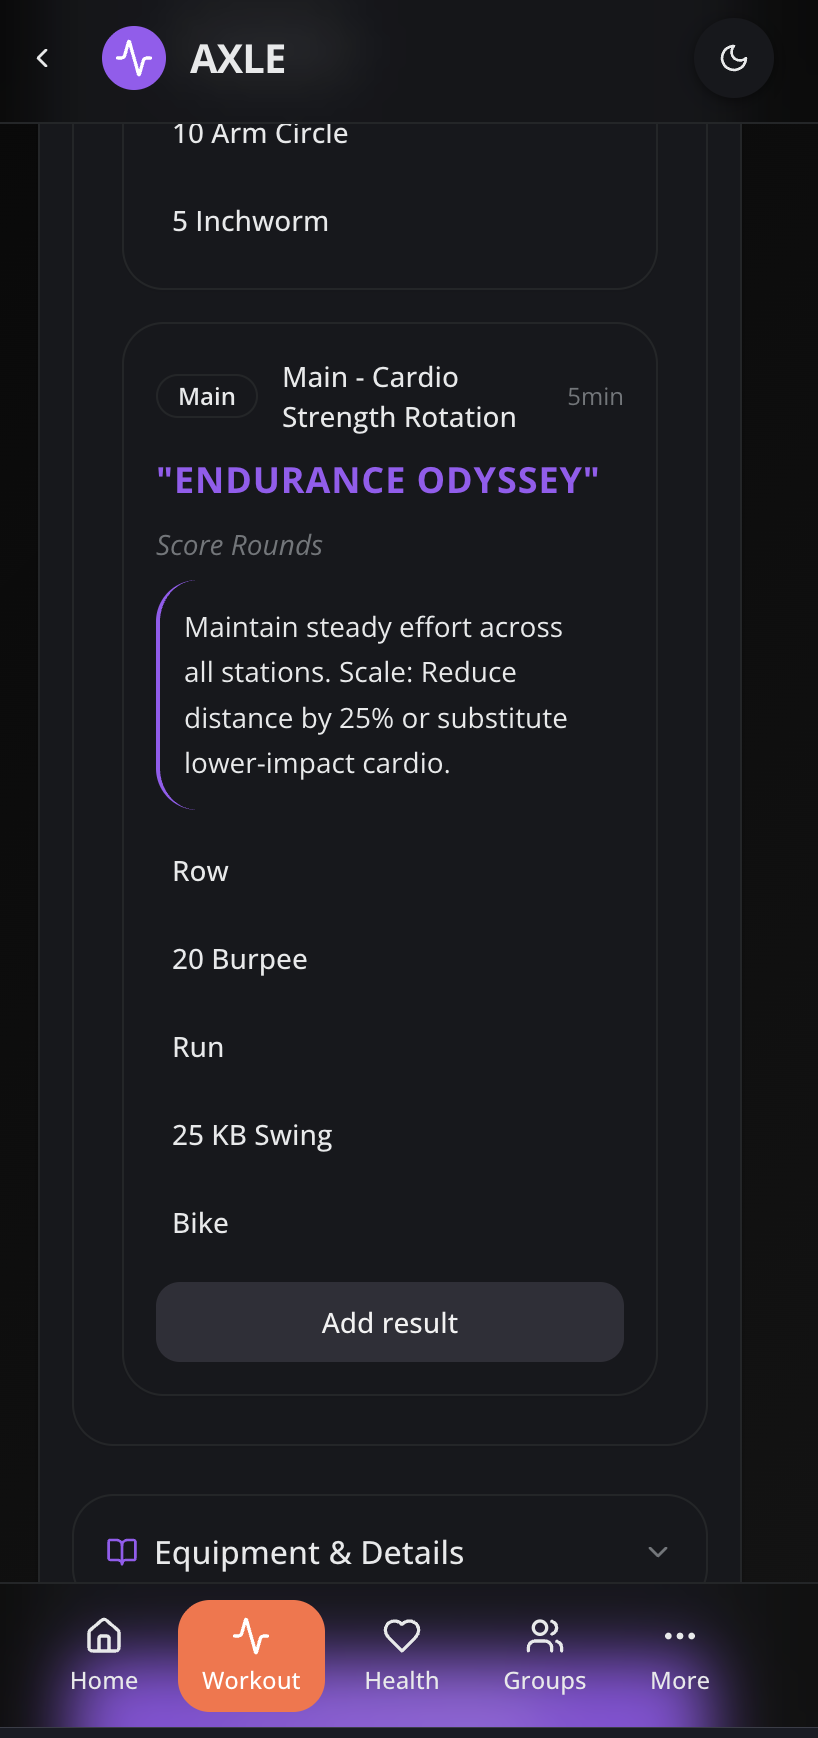 AXLE
10 Arm Circle
5 Inchworm
Main
Main - Cardio
Strength Rotation
5min
"ENDURANCE ODYSSEY"
Score Rounds
Maintain steady effort across
all stations. Scale: Reduce
distance by 25% or substitute
lower-impact cardio.
Row
20 Burpee
Run
25 KB Swing
Bike
Add result
Equipment & Details
Home
Workout
Health
Groups
More